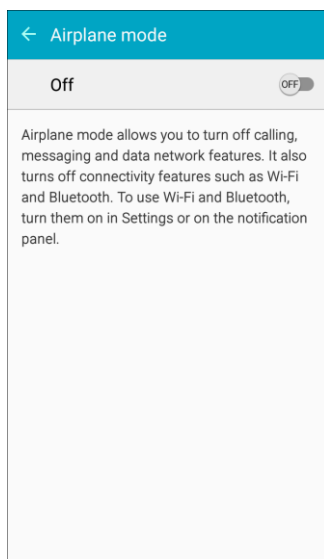 Airplane mode
Off
OFF
Airplane mode allows you to turn off calling,
messaging and data network features. It also
turns off connectivity features such as Wi-Fi
and Bluetooth. To use Wi-Fi and Bluetooth,
turn them on in Settings or on the notification
panel.